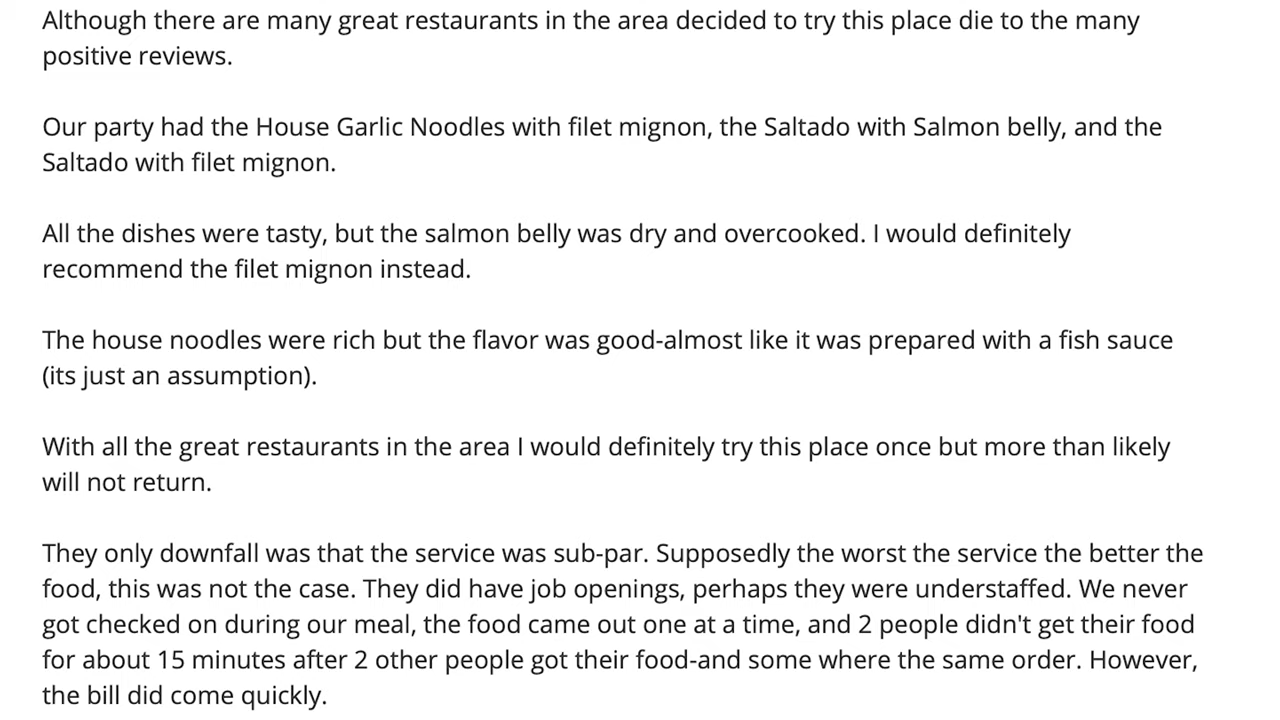 Although there are many great restaurants in the area decided to try this place die to the many
positive reviews.
Our party had the House Garlic Noodles with filet mignon, the Saltado with Salmon belly, and the
Saltado with filet mignon.
All the dishes were tasty, but the salmon belly was dry and overcooked. I would definitely
recommend the filet mignon instead.
The house noodles were rich but the flavor was good-almost like it was prepared with a fish sauce
(its just an assumption).
With all the great restaurants in the area I would definitely try this place once but more than likely
will not return.
They only downfall was that the service was sub-par. Supposedly the worst the service the better the
food, this was not the case. They did have job openings, perhaps they were understaffed. We never
got checked on during our meal, the food came out one at a time, and 2 people didn't get their food
for about 15 minutes after 2 other people got their food-and some where the same order. However,
the bill did come quickly.